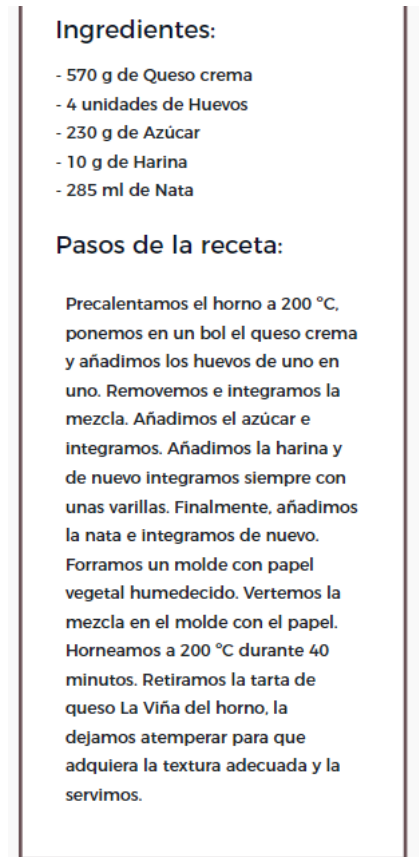 Ingredientes:
- 570 g de Queso crema
- 4 unidades de Huevos
- 230 g de Azúcar
- 10 g de Harina
- 285 ml de Nata
Pasos de la receta:
Precalentamos el horno a 200 °C,
ponemos en un bol el queso crema
y añadimos los huevos de uno en
uno. Removemos e integramos la
mezcla. Añadimos el azúcar e
integramos. Añadimos la harina y
de nuevo integramos siempre con
unas varillas. Finalmente, añadimos
la nata e integramos de nuevo.
Forramos un molde con papel
vegetal humedecido. Vertemos la
mezcla en el molde con el papel.
Horneamos a 200 °C durante 40
minutos. Retiramos la tarta de
queso La Viña del horno, la
dejamos atemperar para que
adquiera la textura adecuada y la
servimos.